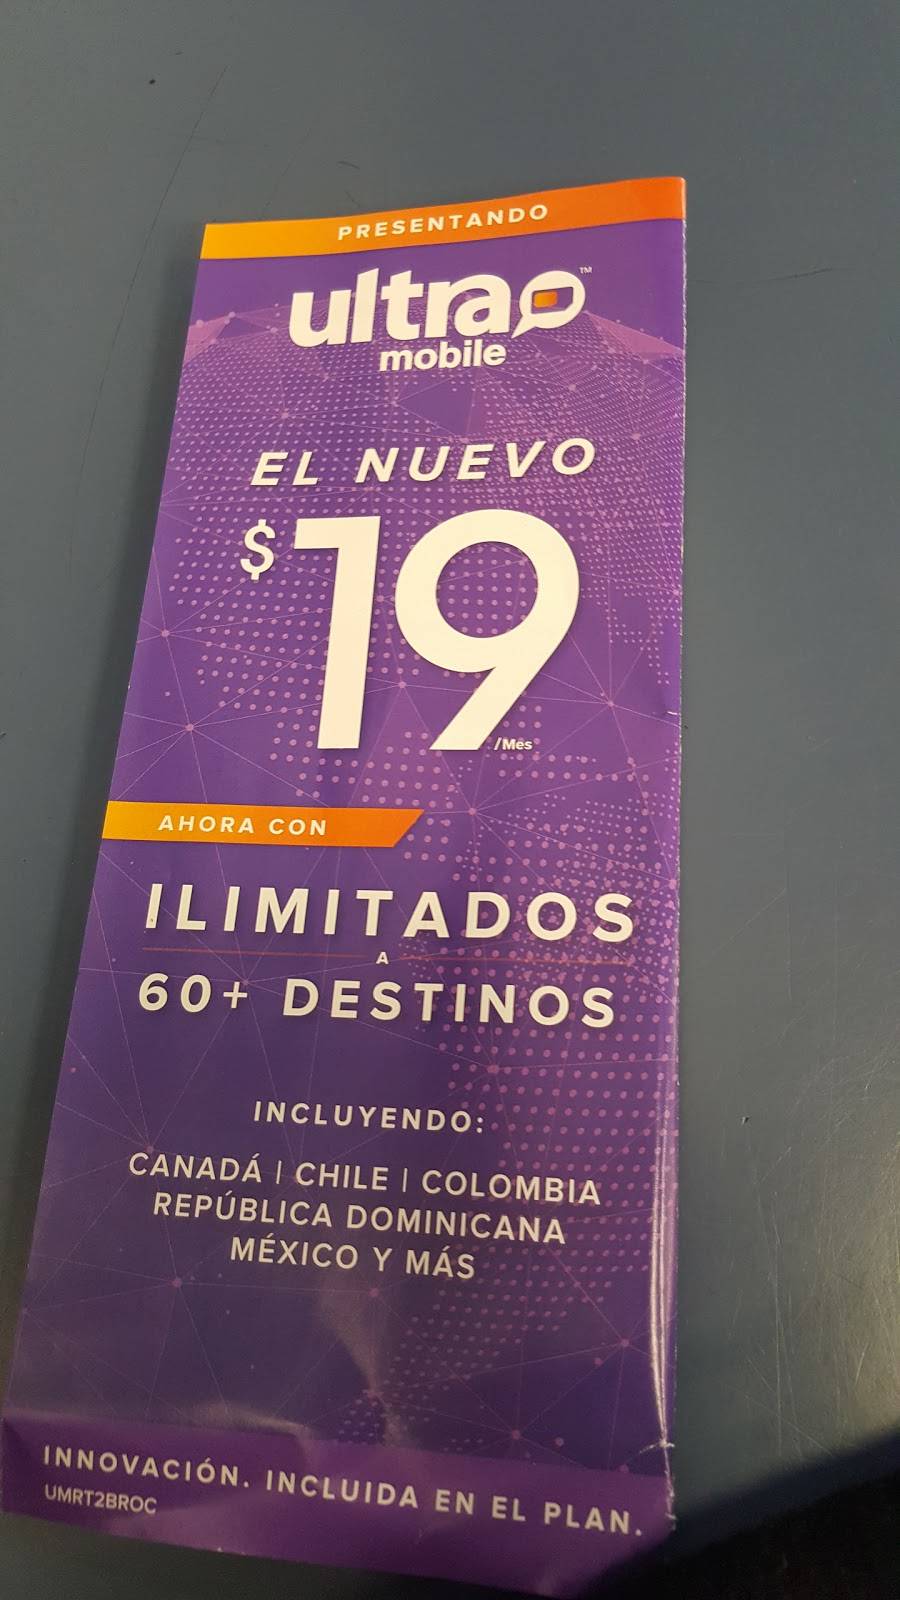 PRESENTANDO
ultra™
mobile
EL NUEVO
$19/Mes
AHORA CON
ILIMITADOS
A
60+ DESTINOS
INCLUYENDO:
CANADÁ | CHILE | COLOMBIA
REPÚBLICA DOMINICANA
MÉXICO Y MÁS
INNOVACIÓN. INCLUIDA EN EL PLAN.
UMRT2BROC